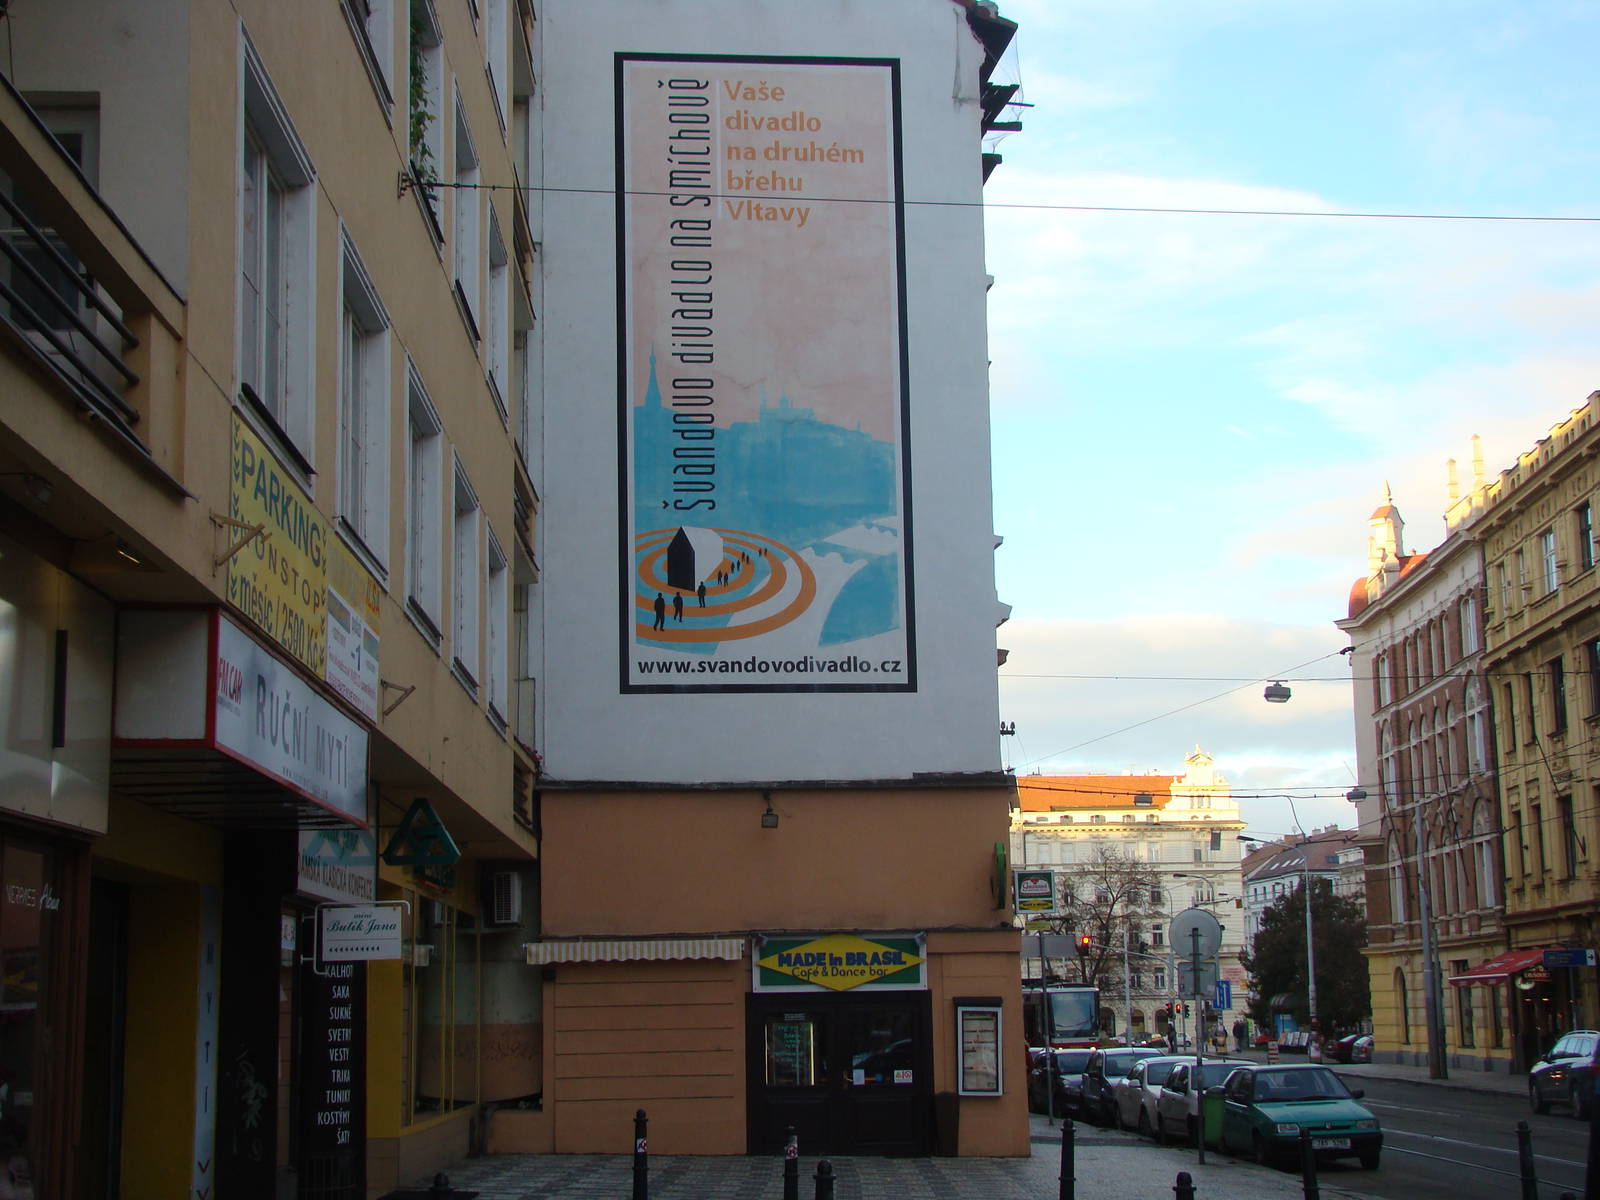 Švandovo divadlo na Smíchově
Vaše
divadlo
na druhém
břehu
Vltavy
www.svandovodivadlo.cz
PARKING
NONSTOP
měsíc / 2500 Kč
RUČNÍ MYTÍ
mini
Butik Jana
KALHOTY
SAKA
SUKNĚ
SVETRY
VESTY
TRIKA
TUNIKY
KOSTÝMY
ŠATY
MADE in BRASIL
Café & Dance bar